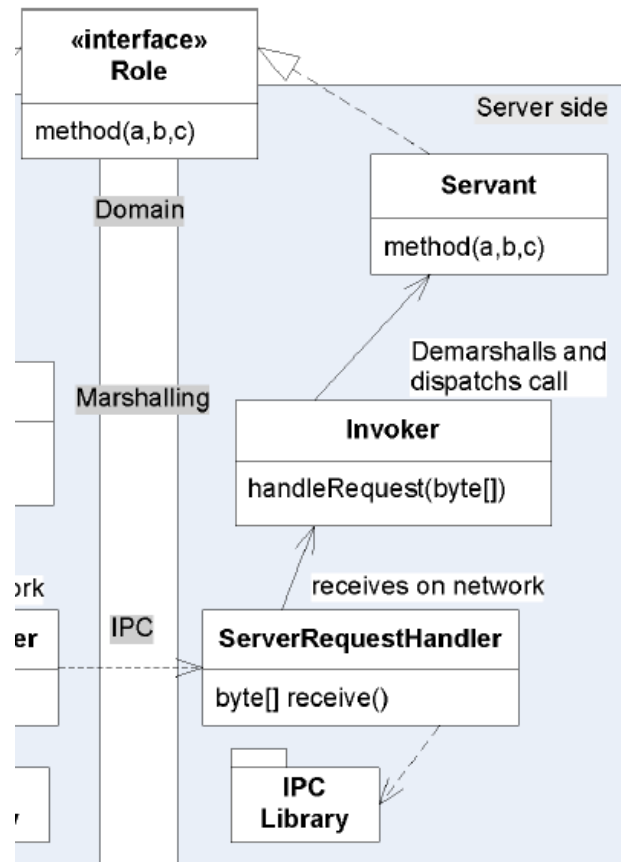 «interface»
Role
method(a,b,c)
Server side
Servant
method(a,b,c)
Domain
Demarshalls and
dispatchs call
Marshalling
Invoker
handleRequest(byte[])
receives on network
IPC
er
ServerRequestHandler
byte[] receive()
IPC
Library